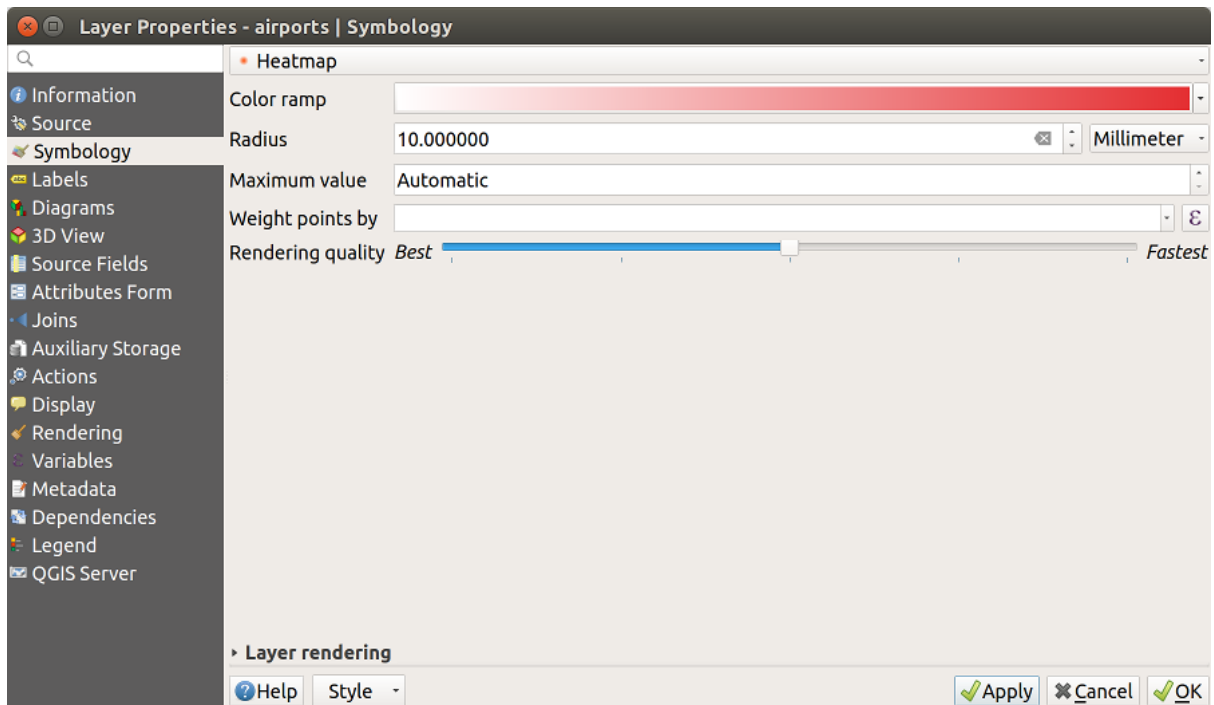 Layer Properties - airports | Symbology
Heatmap
Information
Source
Symbology
Labels
Diagrams
3D View
Source Fields
Attributes Form
Joins
Auxiliary Storage
Actions
Display
Rendering
Variables
Metadata
Dependencies
Legend
QGIS Server
Color ramp
Radius 10.000000 Millimeter
Maximum value Automatic
Weight points by ε
Rendering quality Best Fastest
Layer rendering
Help Style Apply Cancel OK